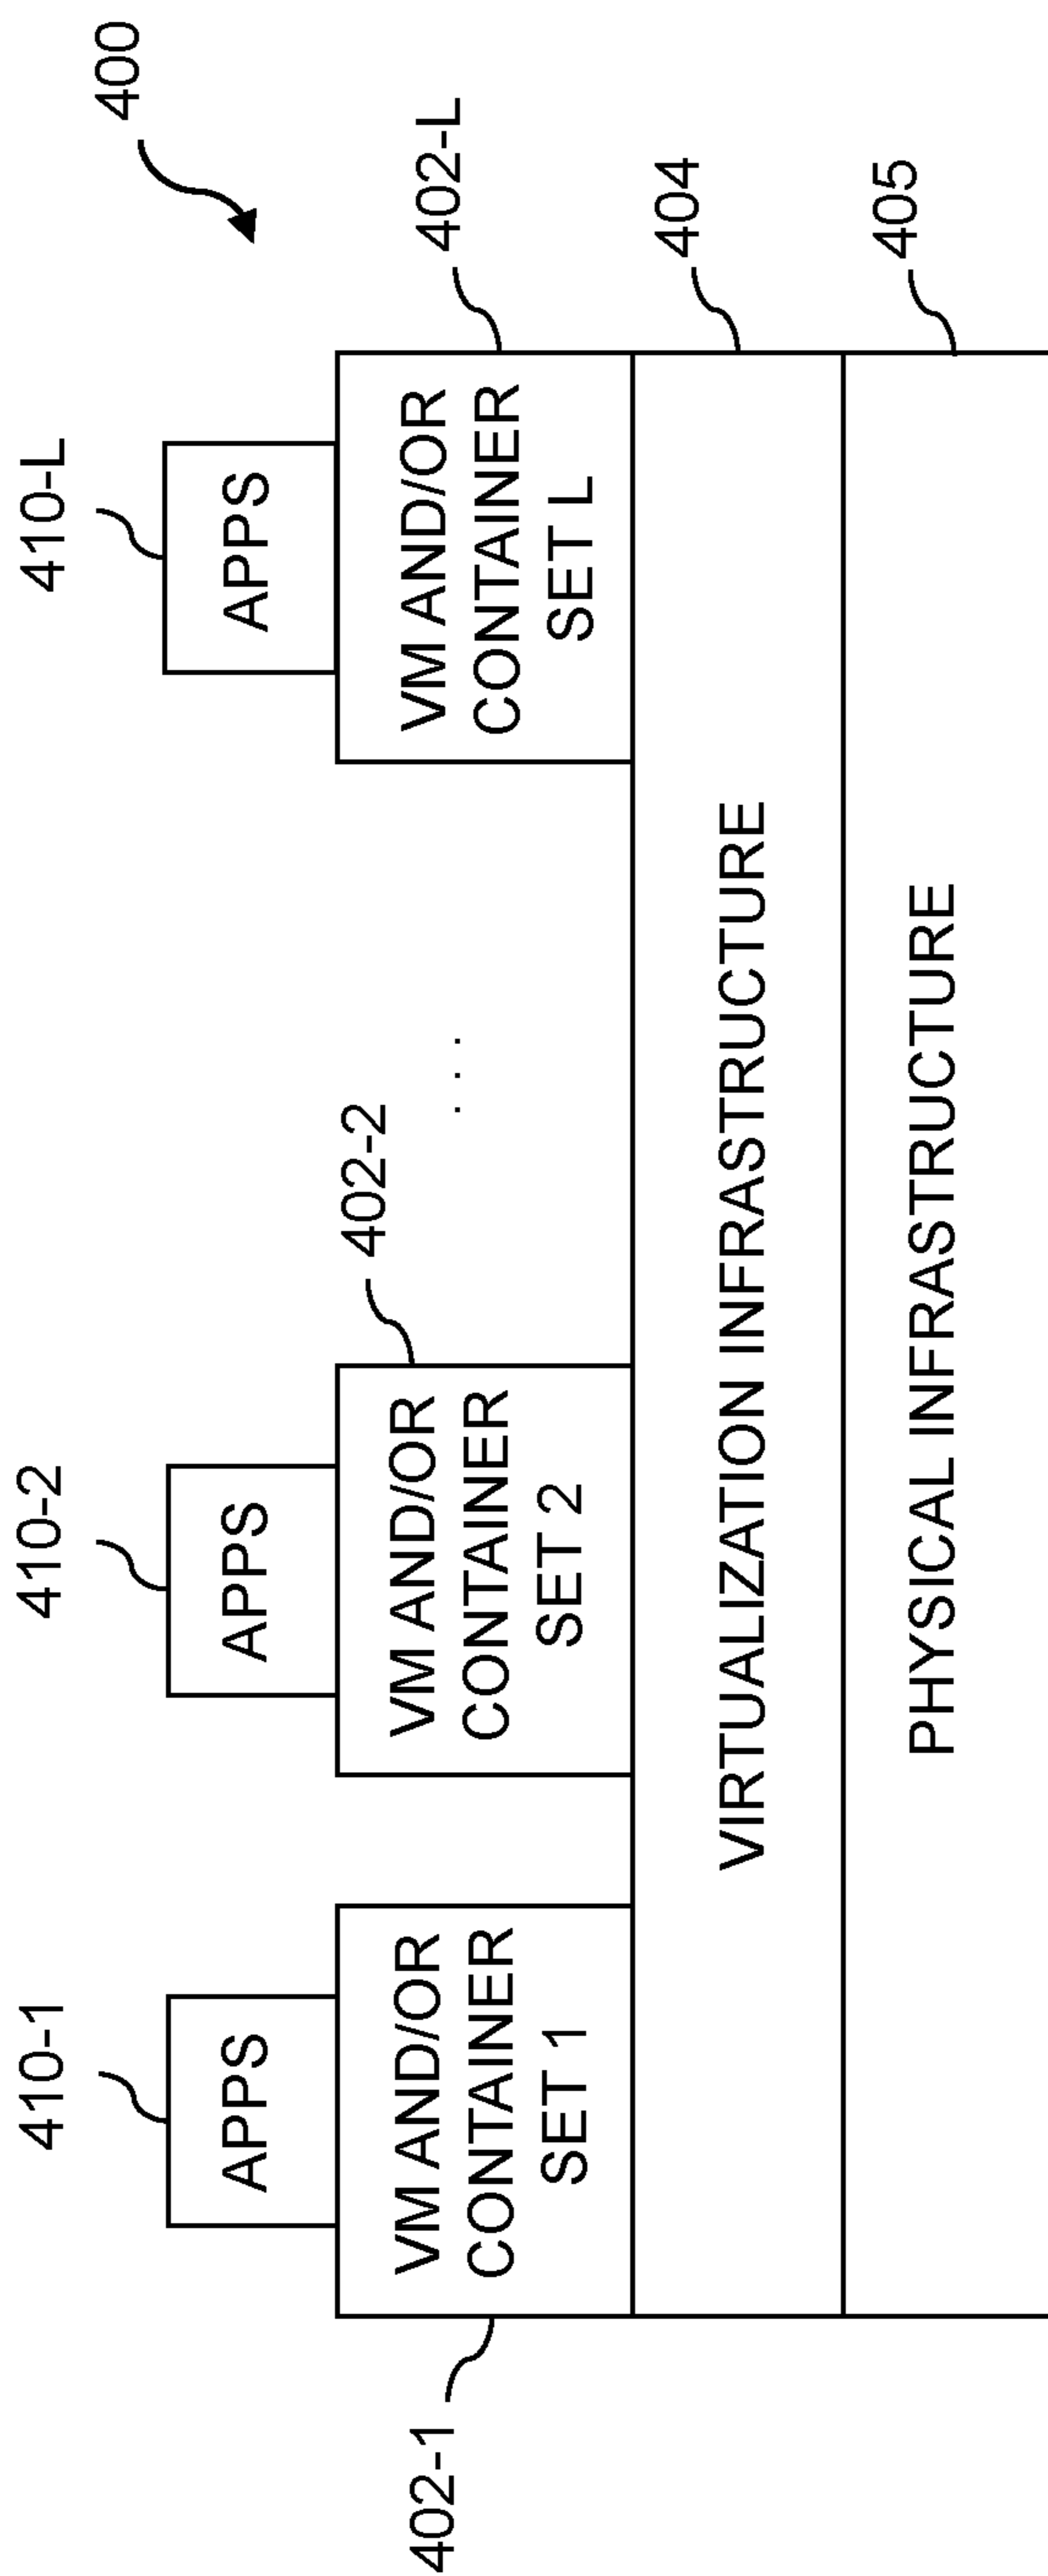 400
410-1
410-2
410-L
APPS
APPS
APPS
402-1
VM AND/OR
CONTAINER
SET 1
VM AND/OR
CONTAINER
SET 2
402-2
. . .
VM AND/OR
CONTAINER
SET L
402-L
VIRTUALIZATION INFRASTRUCTURE
404
PHYSICAL INFRASTRUCTURE
405